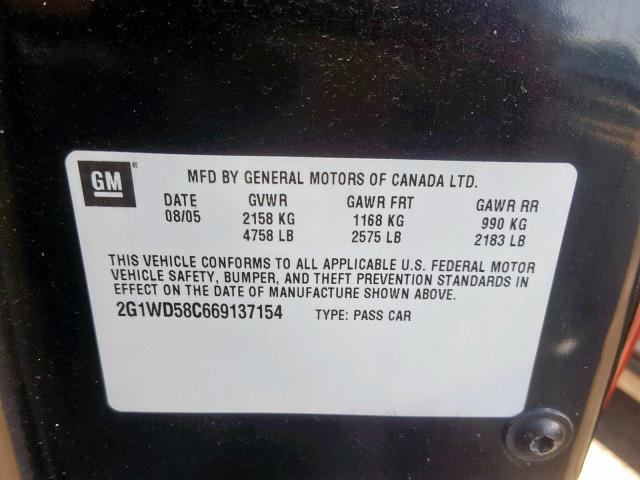 GM ®
MFD BY GENERAL MOTORS OF CANADA LTD.
DATE GVWR GAWR FRT GAWR RR
08/05 2158 KG 1168 KG 990 KG
4758 LB 2575 LB 2183 LB
THIS VEHICLE CONFORMS TO ALL APPLICABLE U.S. FEDERAL MOTOR
VEHICLE SAFETY, BUMPER, AND THEFT PREVENTION STANDARDS IN
EFFECT ON THE DATE OF MANUFACTURE SHOWN ABOVE.
2G1WD58C669137154 TYPE: PASS CAR